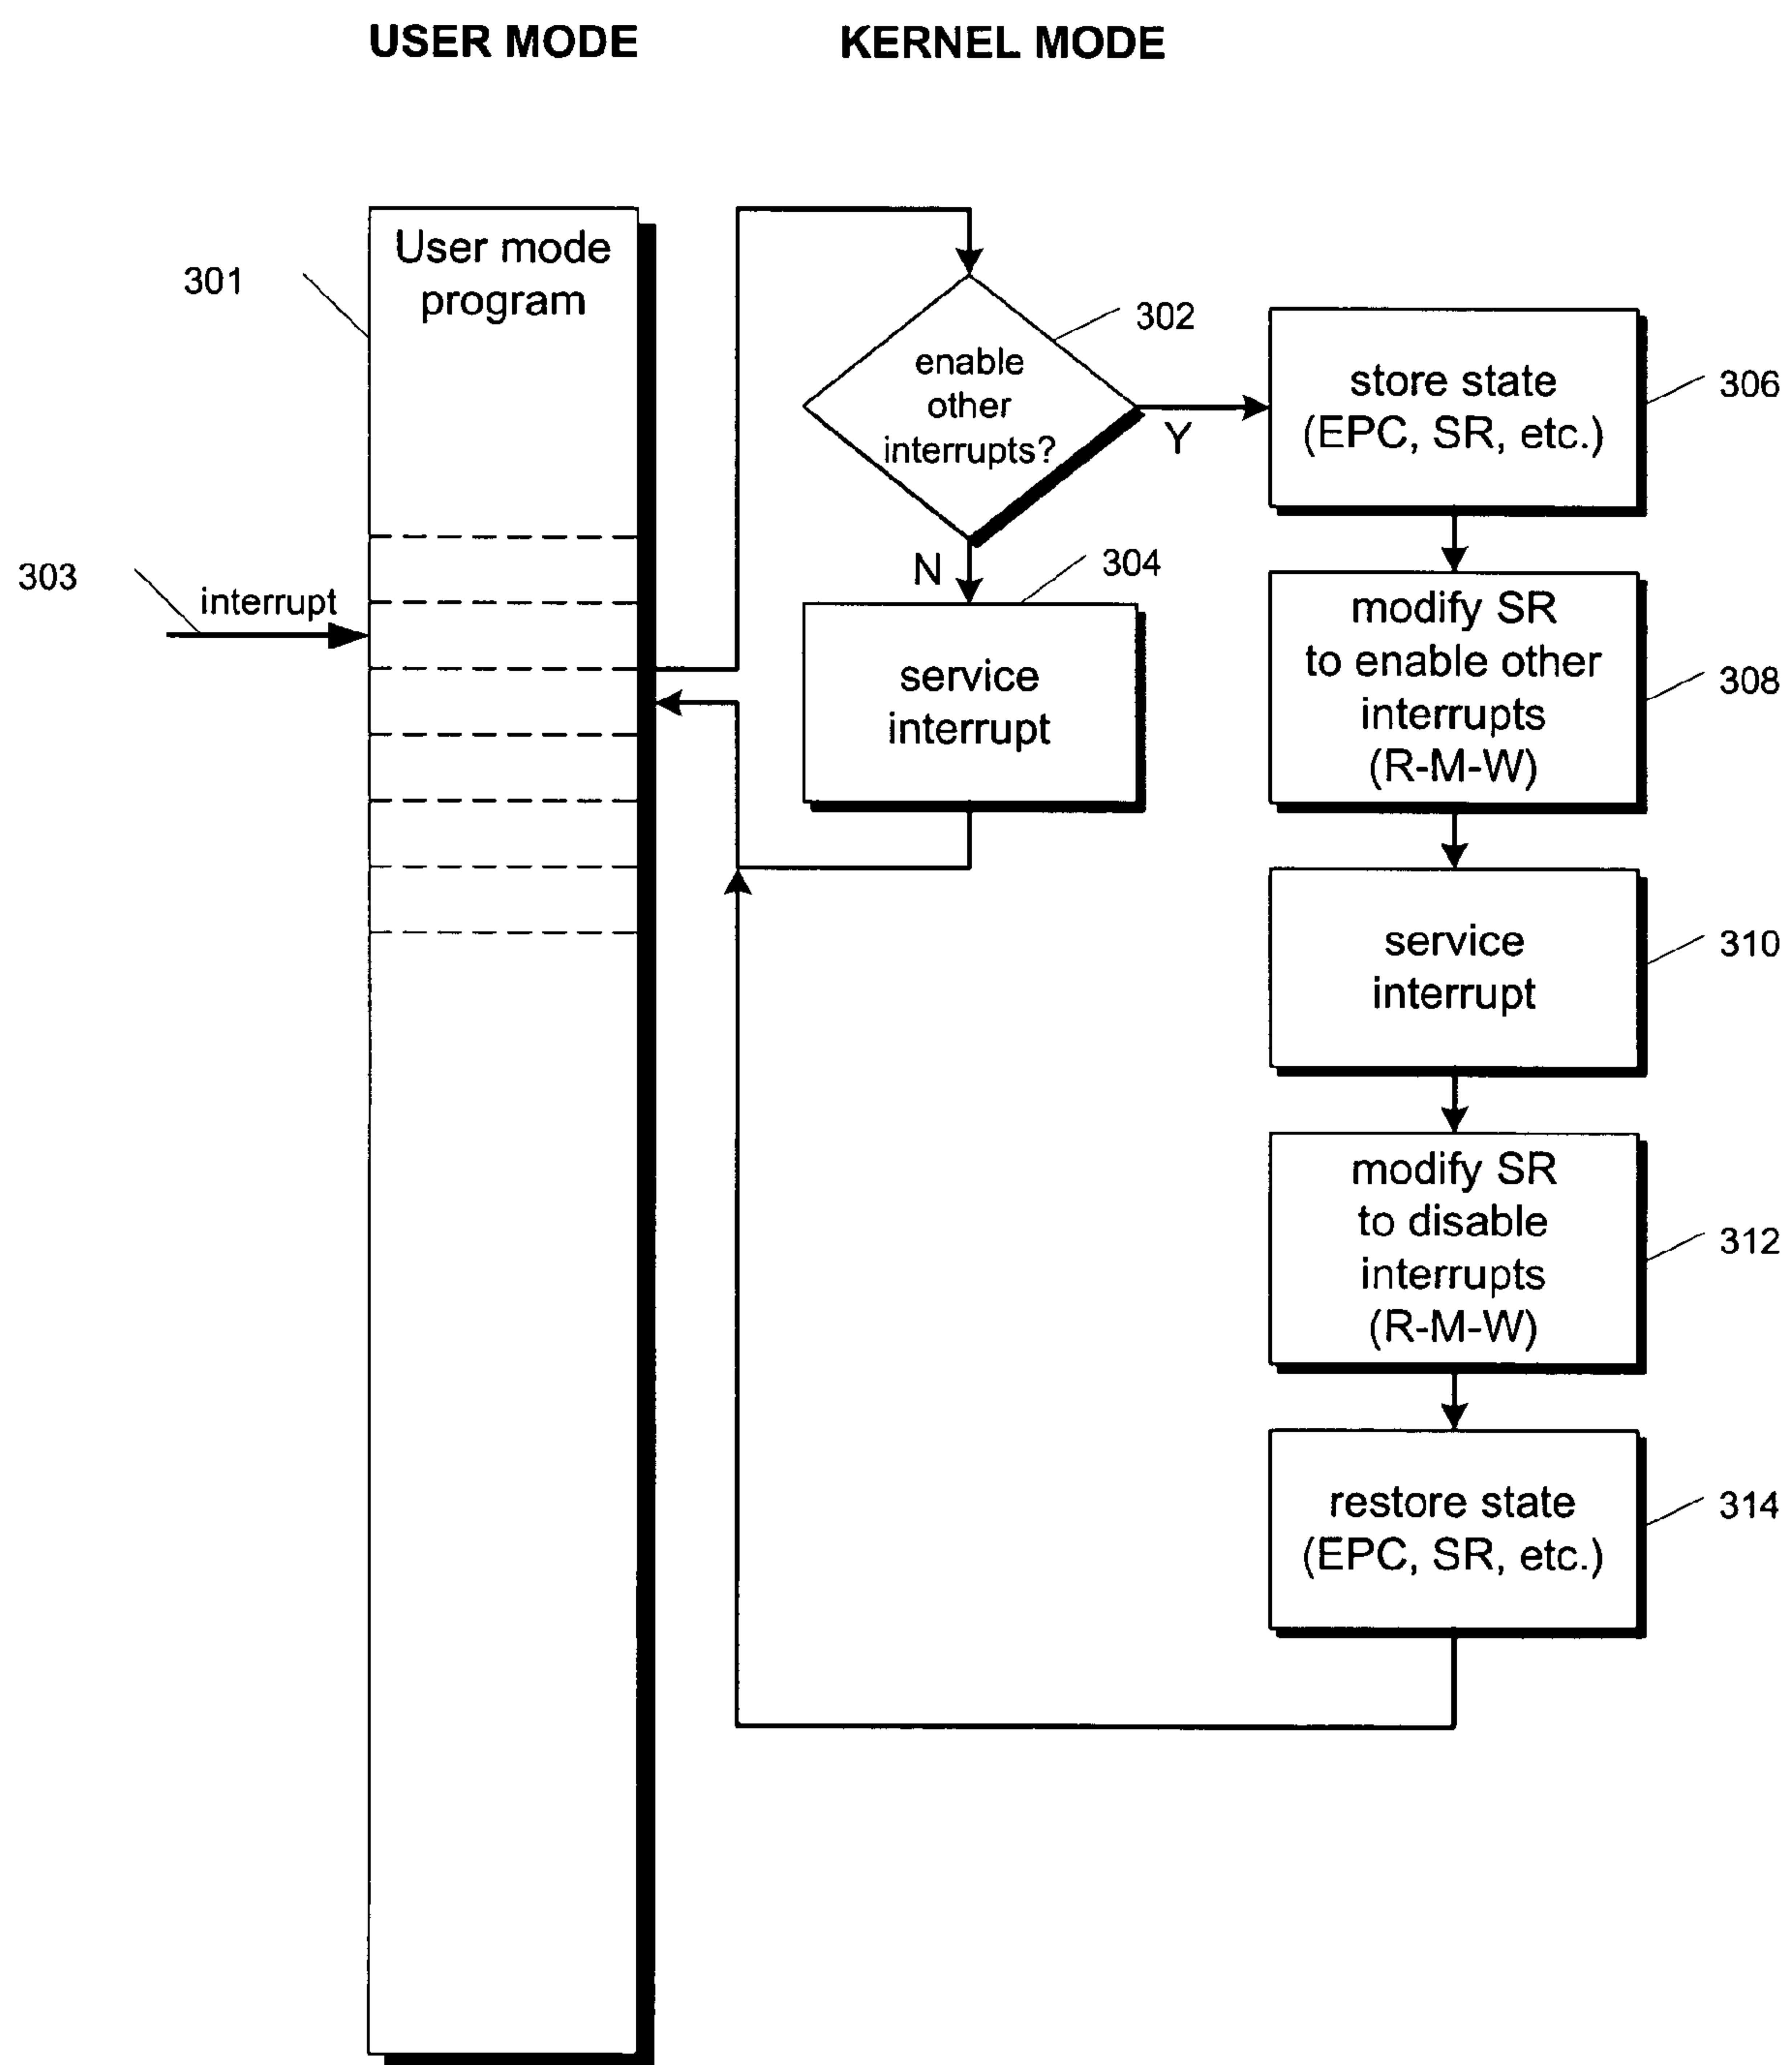 USER MODE
KERNEL MODE
User mode
program
301
302
enable
other
interrupts?
Y
N
store state
(EPC, SR, etc.)
306
303
interrupt
304
service
interrupt
modify SR
to enable other
interrupts
(R-M-W)
308
service
interrupt
310
modify SR
to disable
interrupts
(R-M-W)
312
restore state
(EPC, SR, etc.)
314